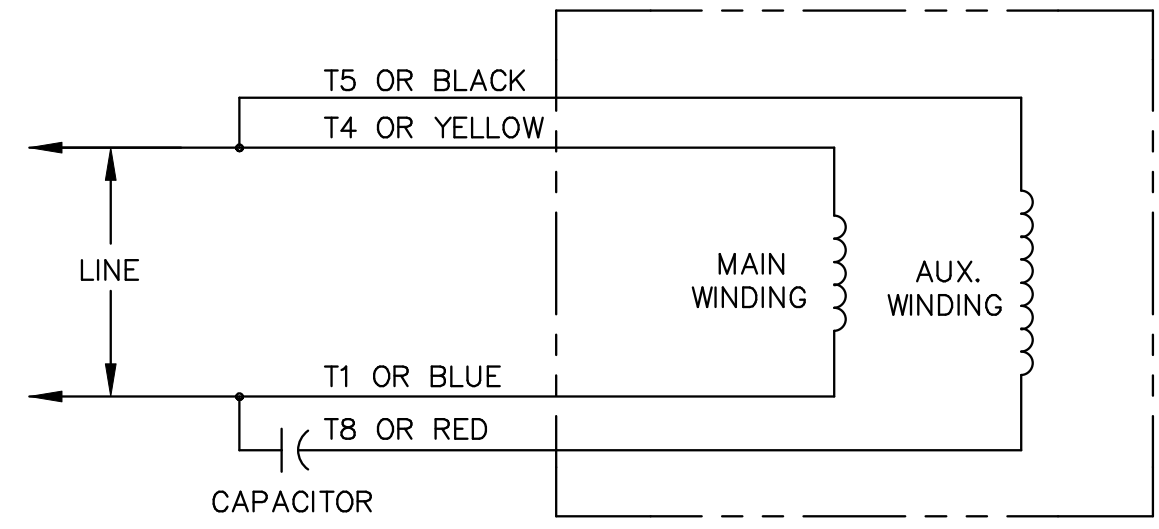 T5 OR BLACK
T4 OR YELLOW
LINE
MAIN
WINDING
AUX.
WINDING
T1 OR BLUE
T8 OR RED
CAPACITOR